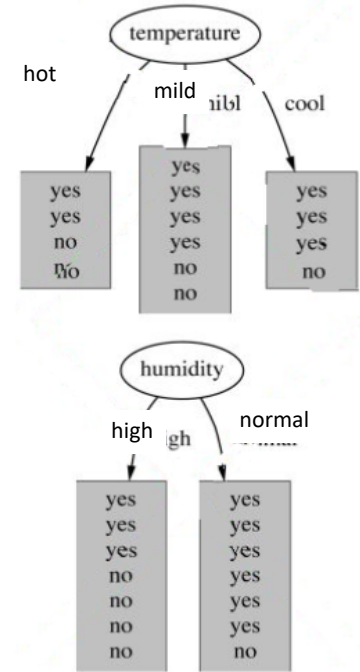 temperature
hot
mild
cool
yes
yes
no
no
yes
yes
yes
yes
no
no
yes
yes
yes
no
humidity
high
normal
yes
yes
yes
no
no
no
no
yes
yes
yes
yes
yes
yes
no